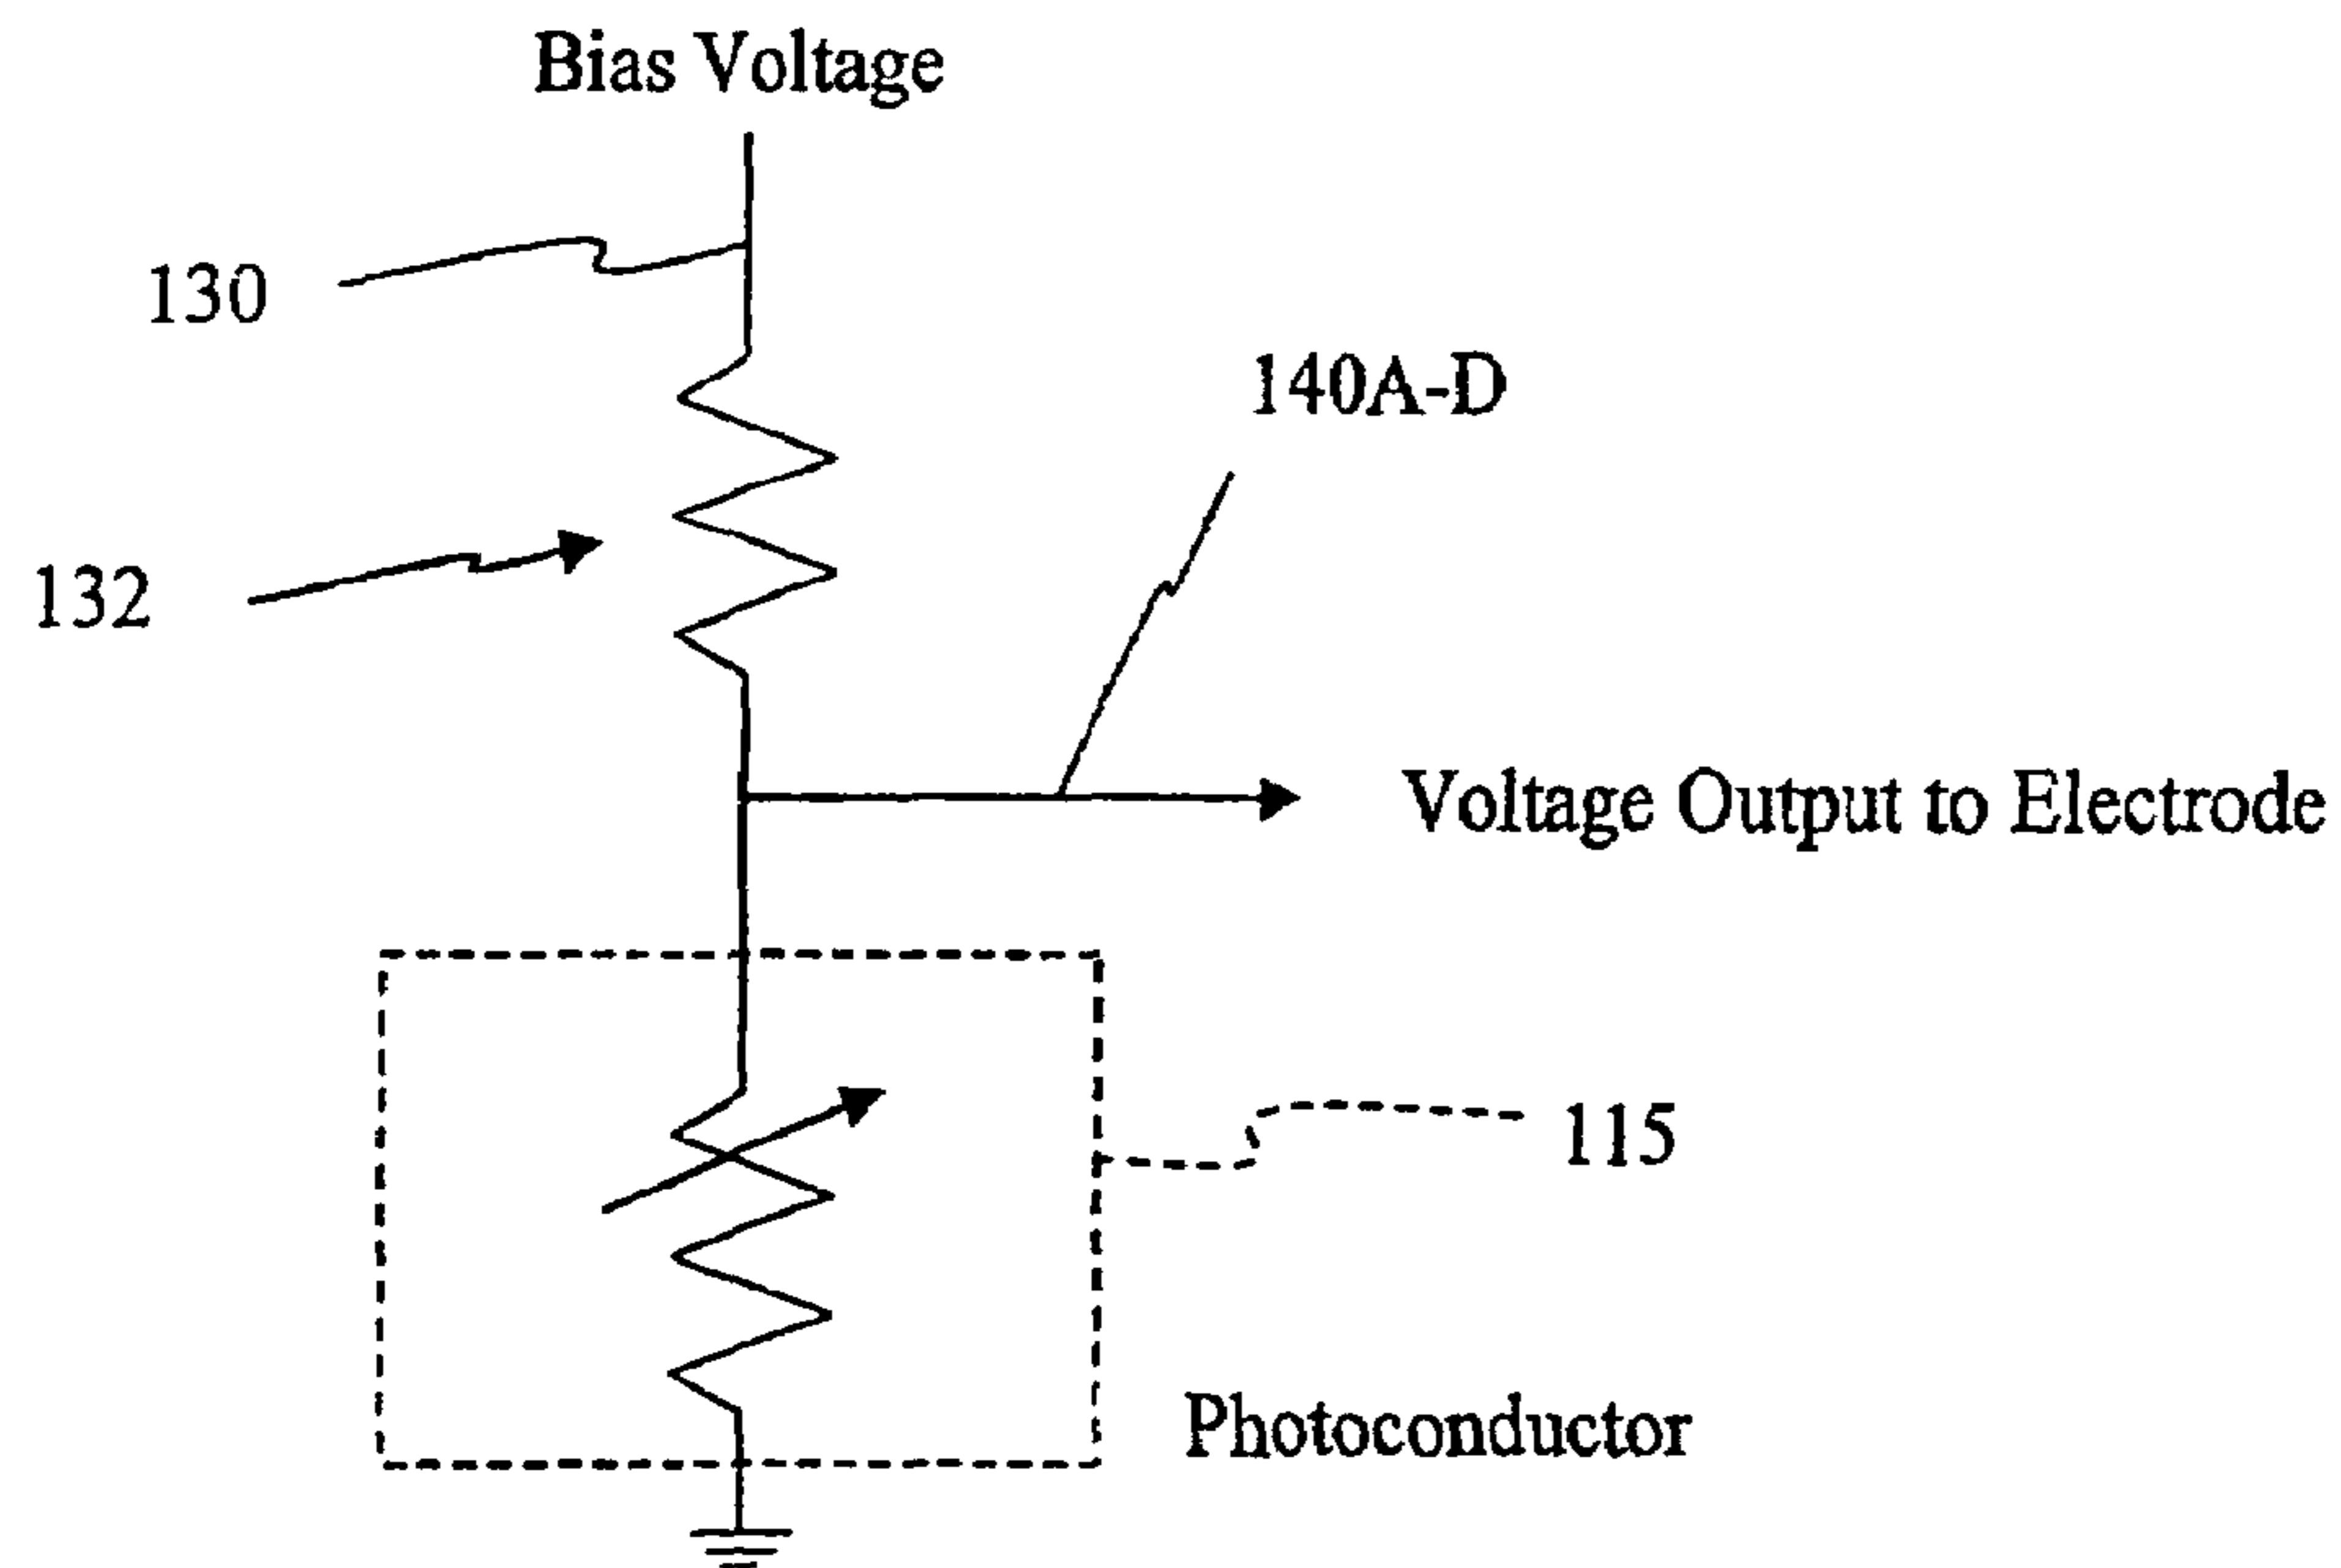 Bias Voltage
130
140A-D
132
Voltage Output to Electrode
115
Photoconductor